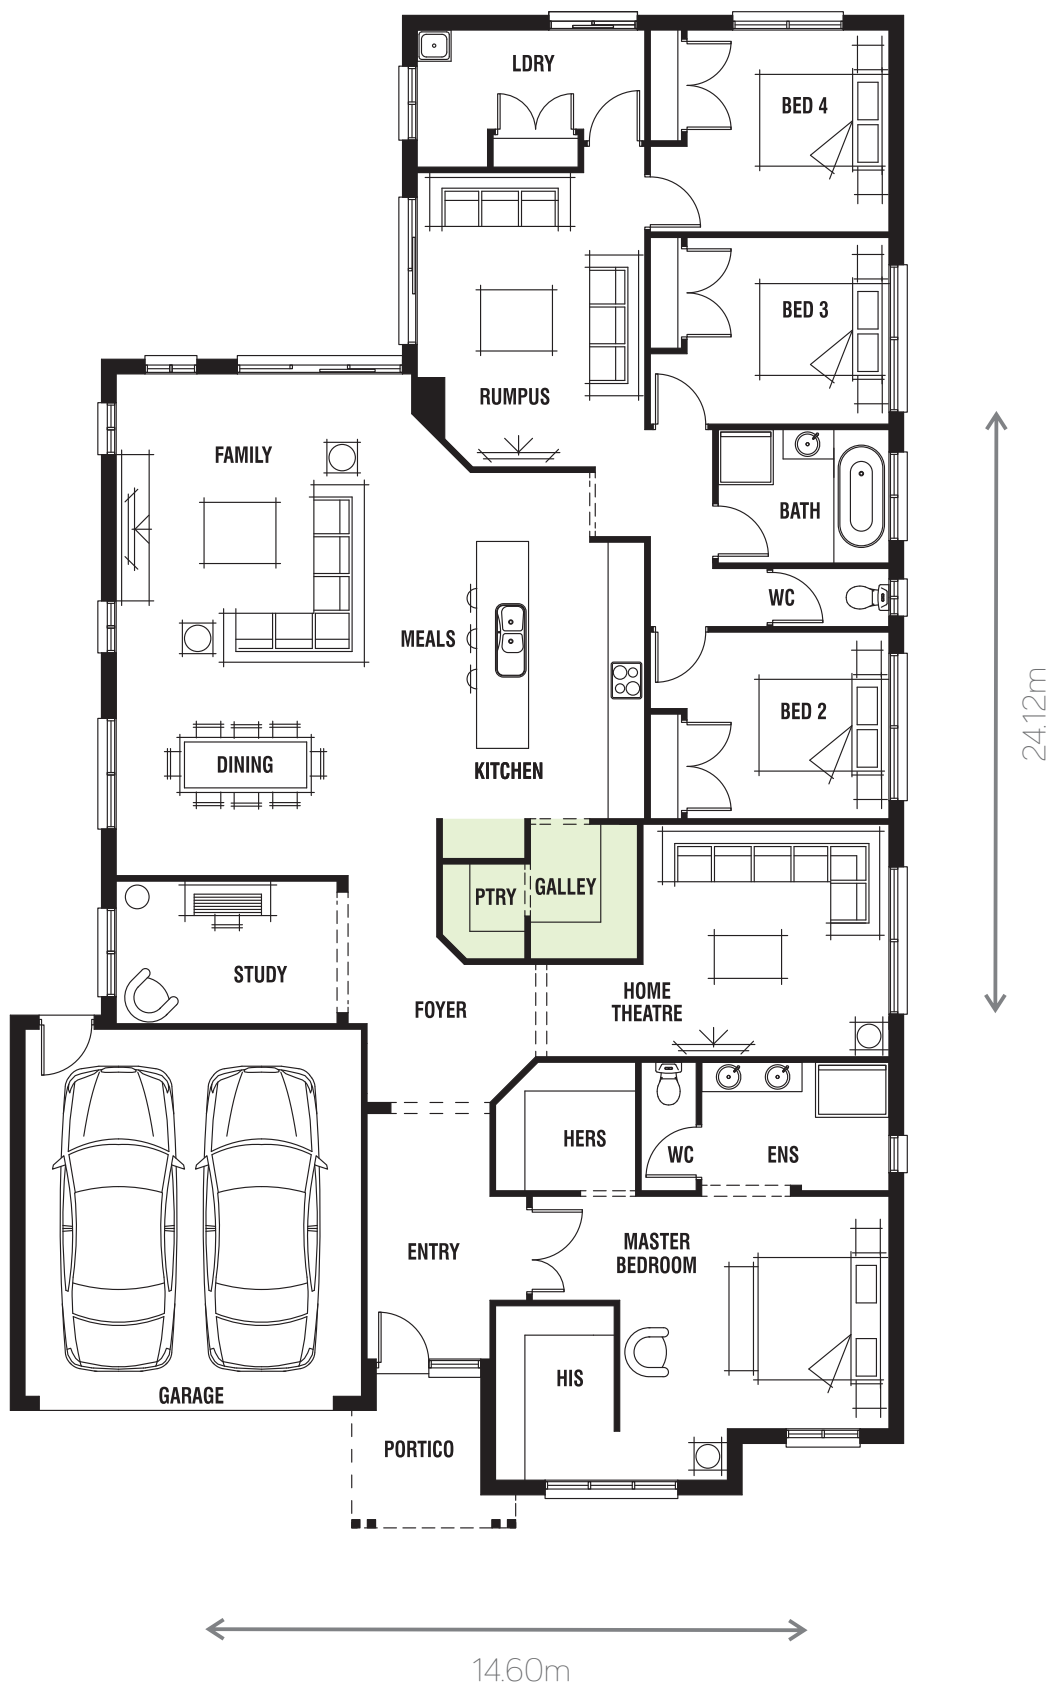 LDRY
BED 4
BED 3
RUMPUS
FAMILY
BATH
WC
MEALS
BED 2
24.12m
DINING
KITCHEN
PTRY
GALLEY
STUDY
HOME
THEATRE
FOYER
HERS
WC
ENS
ENTRY
MASTER
BEDROOM
HIS
GARAGE
PORTICO
14.60m